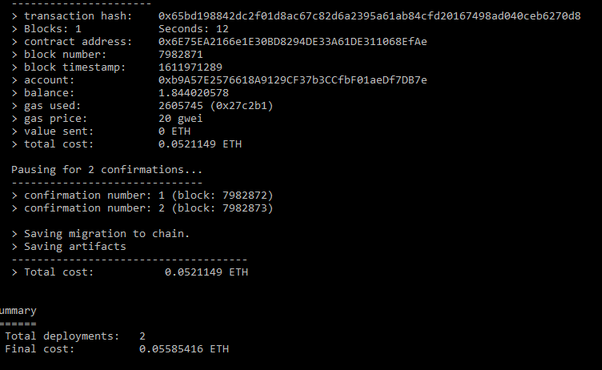 ----------------------
> transaction hash:    0x65bd198842dc2f01d8ac67c82d6a2395a61ab84cfd20167498ad040ceb6270d8
> Blocks: 1            Seconds: 12
> contract address:    0x6E75EA2166e1E30BD8294DE33A61DE311068EfAe
> block number:        7982871
> block timestamp:     1611971289
> account:             0xb9A57E2576618A9129CF37b3CCfbF01aeDf7DB7e
> balance:             1.844020578
> gas used:            2605745 (0x27c2b1)
> gas price:           20 gwei
> value sent:          0 ETH
> total cost:          0.0521149 ETH
Pausing for 2 confirmations...
------------------------------
> confirmation number: 1 (block: 7982872)
> confirmation number: 2 (block: 7982873)
> Saving migration to chain.
> Saving artifacts
-------------------------------------
> Total cost:           0.0521149 ETH
ummary
======
Total deployments:   2
Final cost:          0.05585416 ETH